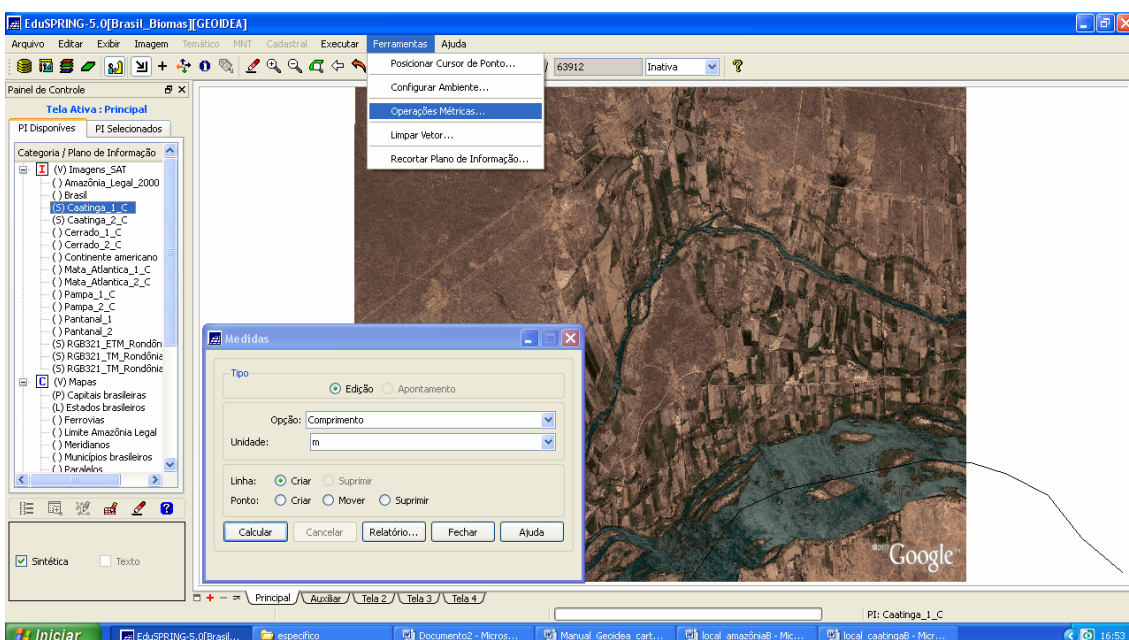 EduSPRING-5.0[Brasil_Biomas][GEOIDEA]
Arquivo Editar Exibir Imagem Temático MNT Cadastral Executar Ferramentas Ajuda
/ 63912 Inativa
Posicionar Cursor de Ponto...
Configurar Ambiente...
Operações Métricas...
Limpar Vetor...
Recortar Plano de Informação...
Painel de Controle
Tela Ativa : Principal
PI Disponíves PI Selecionados
Categoria / Plano de Informação
I (V) Imagens_SAT
( ) Amazônia_Legal_2000
( ) Brasil
(S) Caatinga_1_C
(S) Caatinga_2_C
( ) Cerrado_1_C
( ) Cerrado_2_C
( ) Continente americano
( ) Mata_Atlantica_1_C
( ) Mata_Atlantica_2_C
( ) Pampa_1_C
( ) Pampa_2_C
( ) Pantanal_1
( ) Pantanal_2
(S) RGB321_ETM_Rondôn
(S) RGB321_TM_Rondônia
(S) RGB321_TM_Rondônia
C (V) Mapas
(P) Capitais brasileiras
(L) Estados brasileiros
( ) Ferrovias
( ) Limite Amazônia Legal
( ) Meridianos
( ) Municípios brasileiros
( ) Paralelos
Sintética Texto
Medidas
Tipo
Edição Apontamento
Opção: Comprimento
Unidade: m
Linha: Criar Suprimir
Ponto: Criar Mover Suprimir
Calcular Cancelar Relatório... Fechar Ajuda
Google
Principal Auxiliar Tela 2 Tela 3 Tela 4
PI: Caatinga_1_C
Iniciar EduSPRING-5.0[Brasil... especifico Documento2 - Micros... Manual_Geoidea_cart... local_amazôniaB - Mic... local_caatingaB - Micr... 16:53